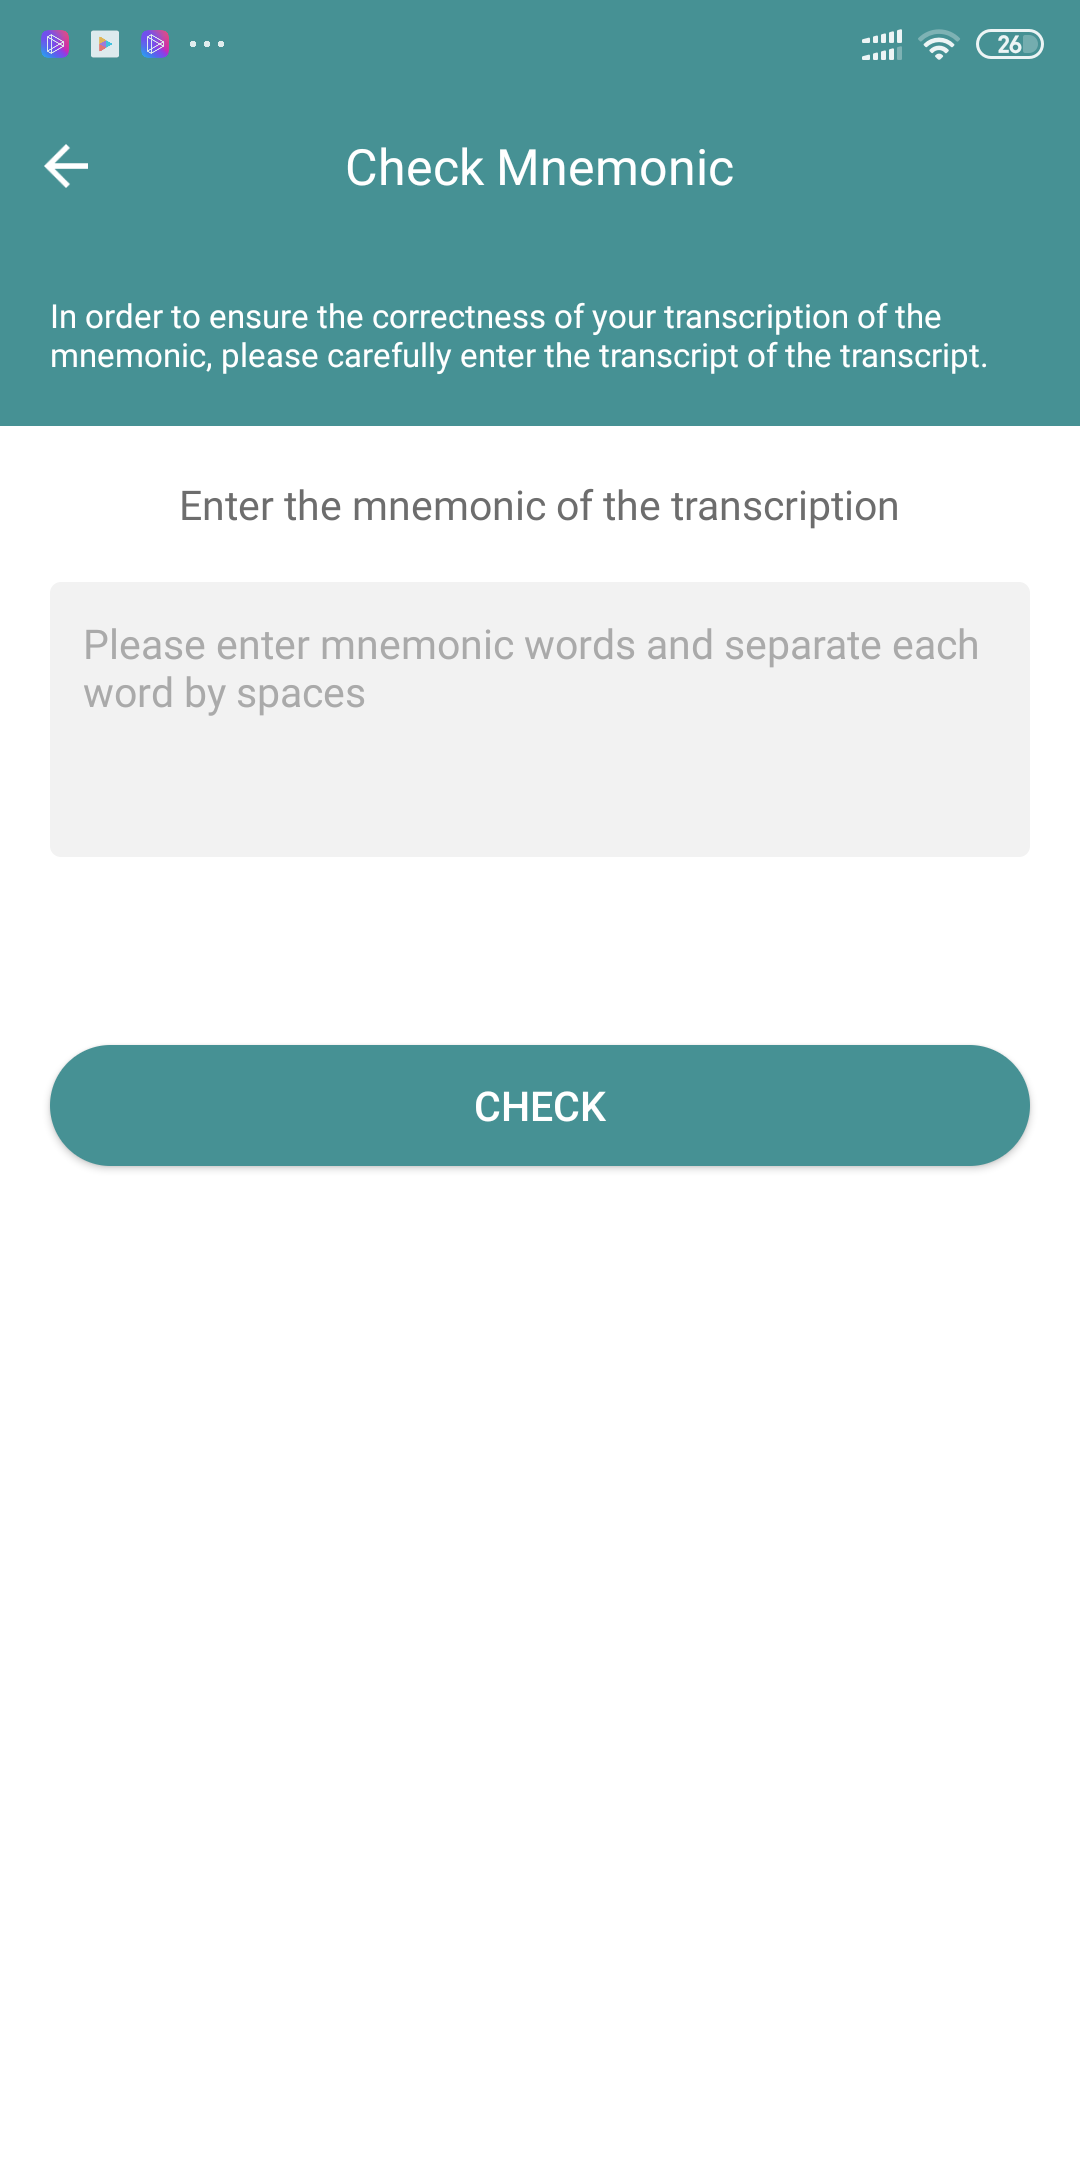 26
Check Mnemonic
In order to ensure the correctness of your transcription of the
mnemonic, please carefully enter the transcript of the transcript.
Enter the mnemonic of the transcription
Please enter mnemonic words and separate each
word by spaces
CHECK